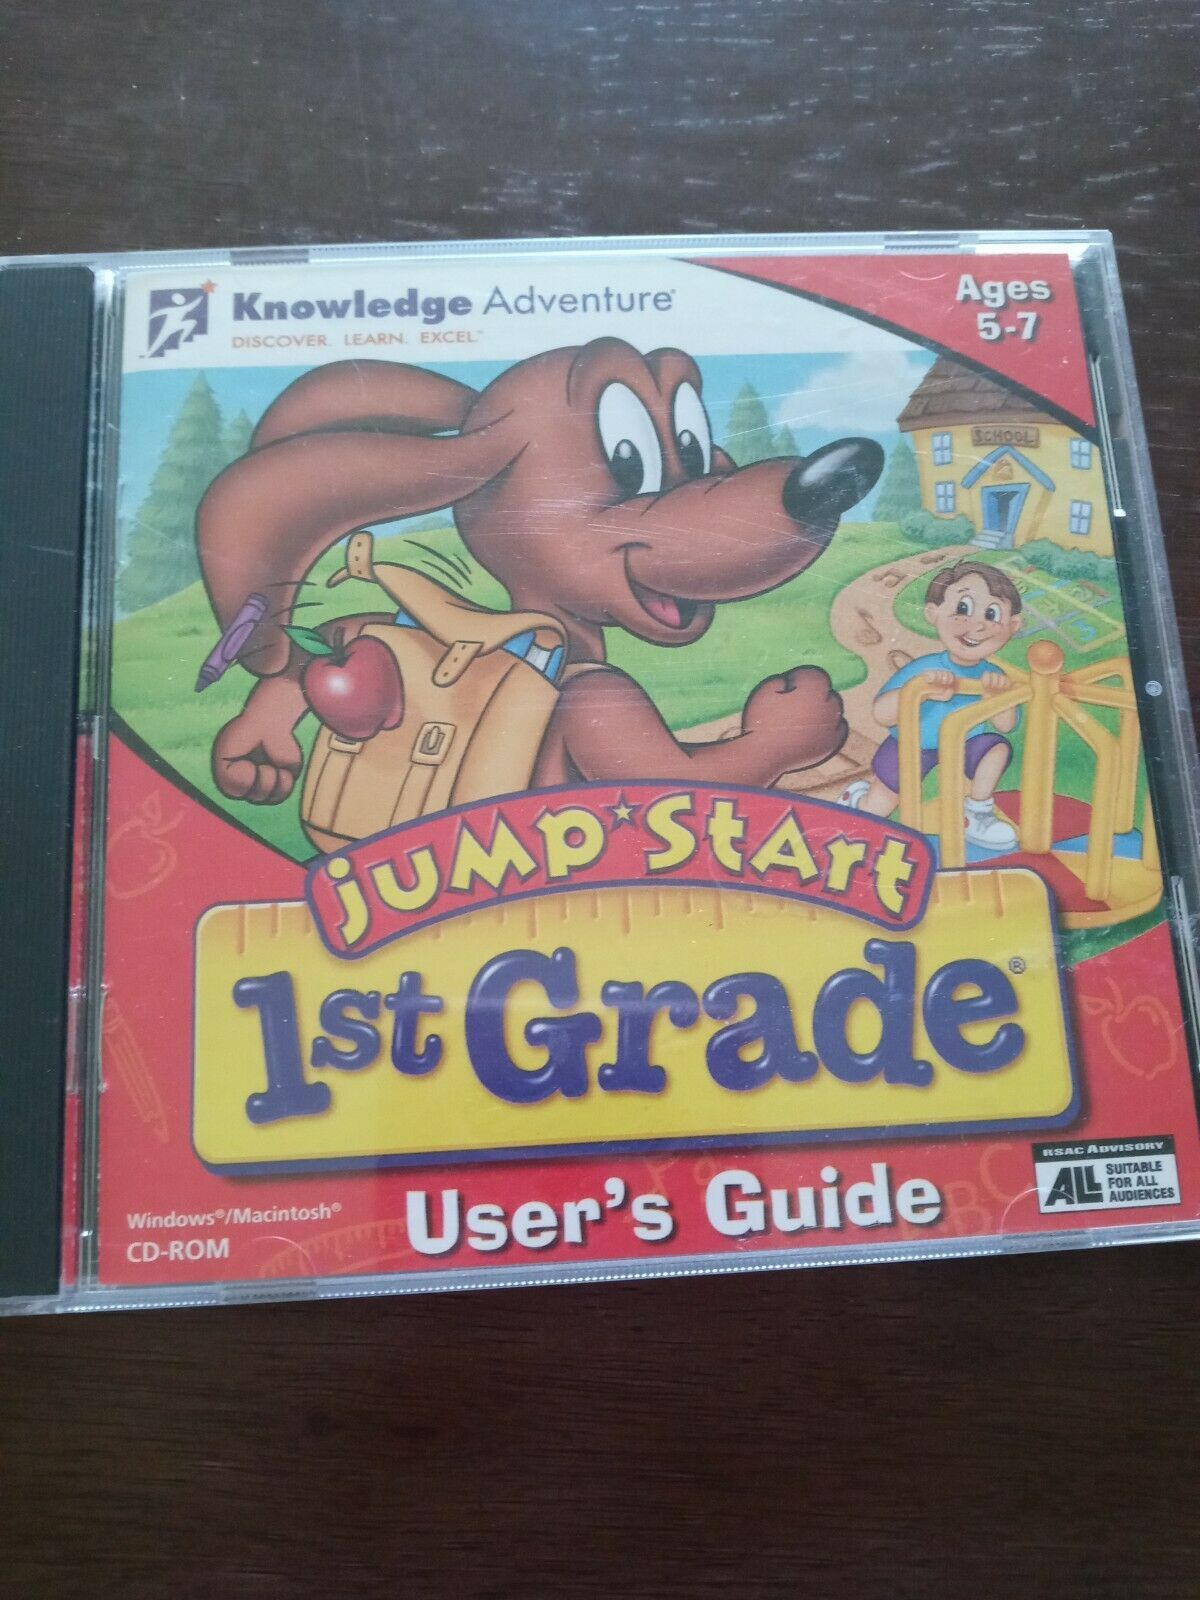 Knowledge Adventure®
DISCOVER. LEARN. EXCEL.™
Ages
5-7
SCHOOL
jUMp★StArt
1st Grade®
User's Guide
Windows®/Macintosh®
CD-ROM
RSAC ADVISORY
ALL
SUITABLE
FOR ALL
AUDIENCES